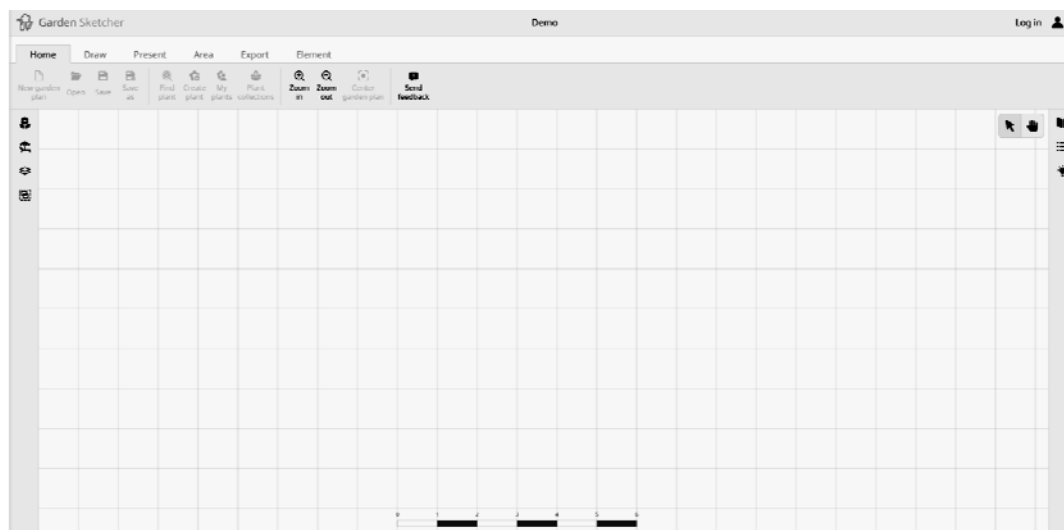 Garden Sketcher
Demo
Log in
Home Draw Present Area Export Element
New garden plan
Open
Save
Save as
Find plant
Create plant
My plants
Plant collections
Zoom in
Zoom out
Center garden plan
Send feedback
0 1 2 3 4 5 6